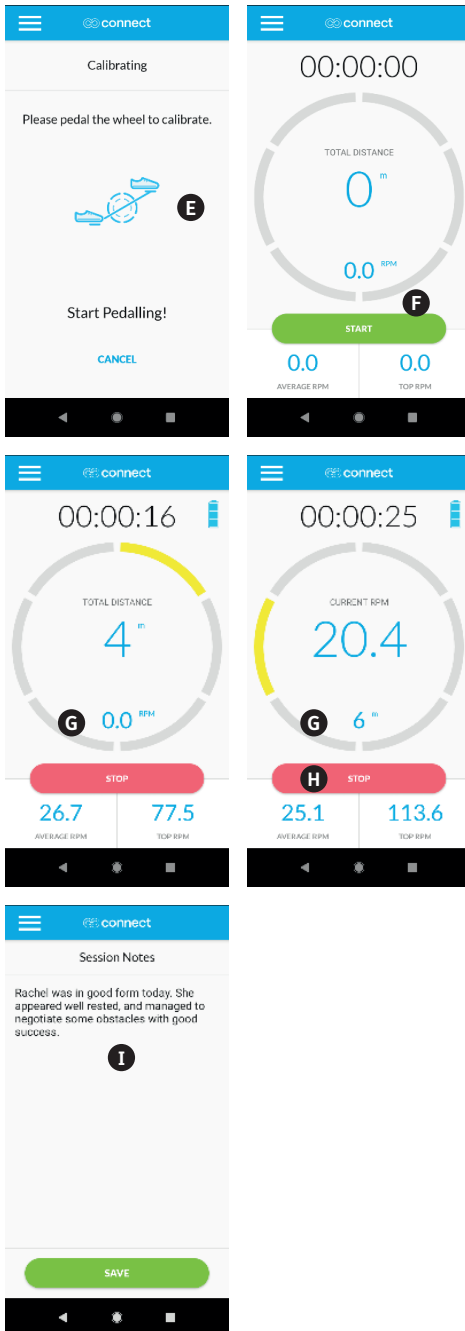 connect
Calibrating
Please pedal the wheel to calibrate.
E
Start Pedalling!
CANCEL
connect
00:00:00
TOTAL DISTANCE
0 m
0.0 RPM
F
START
0.0 0.0
AVERAGE RPM TOP RPM
connect
00:00:16
TOTAL DISTANCE
4 m
G 0.0 RPM
STOP
26.7 77.5
AVERAGE RPM TOP RPM
connect
00:00:25
CURRENT RPM
20.4
G 6 m
H STOP
25.1 113.6
AVERAGE RPM TOP RPM
connect
Session Notes
Rachel was in good form today. She
appeared well rested, and managed to
negotiate some obstacles with good
success.
I
SAVE